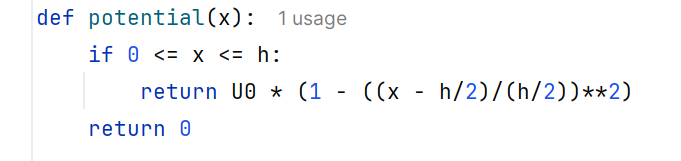 def potential(x): 1 usage
    if 0 <= x <= h:
        return U0 * (1 - ((x - h/2)/(h/2))**2)
    return 0